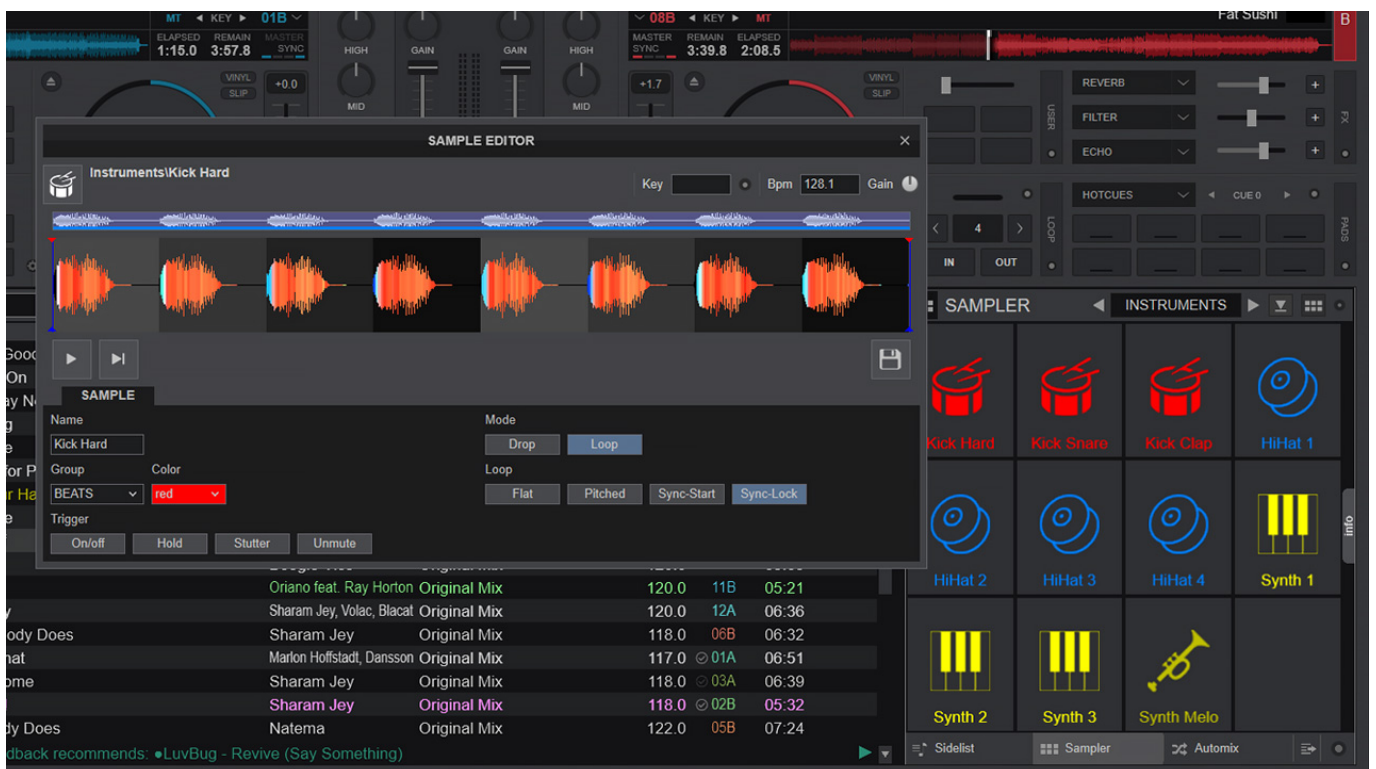 MT ◄ KEY ► 01B
08B ◄ KEY ► MT
Fat Sushi
B
ELAPSED REMAIN MASTER
1:15.0 3:57.8 SYNC
HIGH GAIN GAIN HIGH
MASTER REMAIN ELAPSED
SYNC 3:39.8 2:08.5
VINYL
SLIP
+0.0
MID MID
+1.7
VINYL
SLIP
USER
REVERB +
FILTER +
ECHO +
FX
SAMPLE EDITOR ×
Instruments\Kick Hard
Key Bpm 128.1 Gain
HOTCUES CUE 0
4
LOOP
PADS
IN OUT
SAMPLER INSTRUMENTS
SAMPLE
Name
Kick Hard
Group Color
BEATS red
Trigger
On/off Hold Stutter Unmute
Mode
Drop Loop
Loop
Flat Pitched Sync-Start Sync-Lock
Kick Hard Kick Snare Kick Clap HiHat 1
HiHat 2 HiHat 3 HiHat 4 Synth 1
Synth 2 Synth 3 Synth Melo
info
On
for P
Oriano feat. Ray Horton Original Mix 120.0 11B 05:21
Sharam Jey, Volac, Blacat Original Mix 120.0 12A 06:36
ody Does Sharam Jey Original Mix 118.0 06B 06:32
hat Marlon Hoffstadt, Dansson Original Mix 117.0 01A 06:51
ome Sharam Jey Original Mix 118.0 03A 06:39
Sharam Jey Original Mix 118.0 02B 05:32
dy Does Natema Original Mix 122.0 05B 07:24
dback recommends: ●LuvBug - Revive (Say Something)
Sidelist Sampler Automix